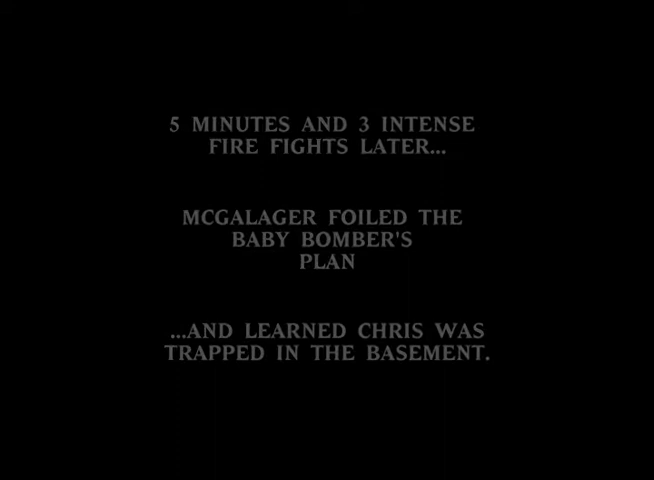 5 MINUTES AND 3 INTENSE
FIRE FIGHTS LATER...
MCGALAGER FOILED THE
BABY BOMBER'S
PLAN
...AND LEARNED CHRIS WAS
TRAPPED IN THE BASEMENT.